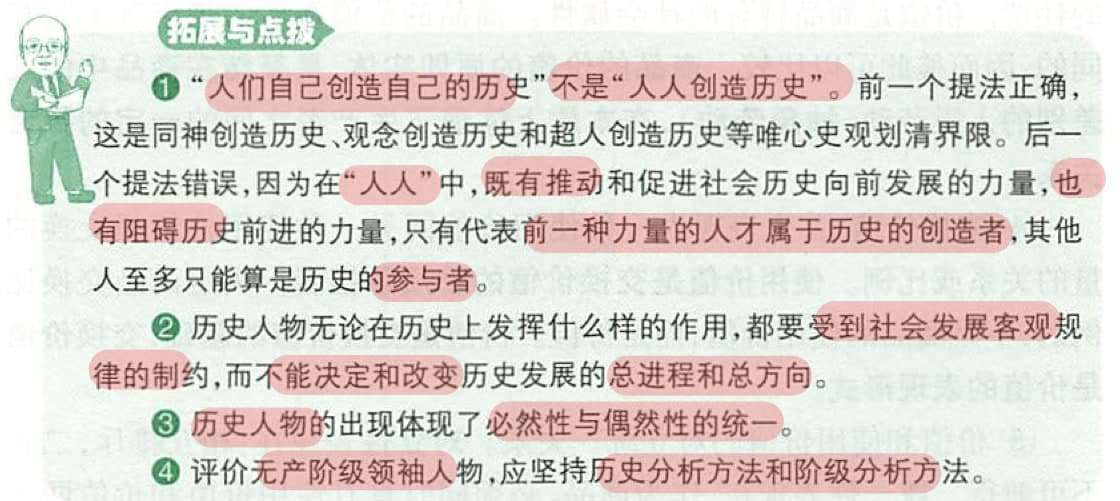 拓展与点拨
❶ “人们自己创造自己的历史”不是“人人创造历史”。前一个提法正确,
这是同神创造历史、观念创造历史和超人创造历史等唯心史观划清界限。后一
个提法错误,因为在“人人”中,既有推动和促进社会历史向前发展的力量,也
有阻碍历史前进的力量,只有代表前一种力量的人才属于历史的创造者,其他
人至多只能算是历史的参与者。
❷ 历史人物无论在历史上发挥什么样的作用,都要受到社会发展客观规
律的制约,而不能决定和改变历史发展的总进程和总方向。
❸ 历史人物的出现体现了必然性与偶然性的统一。
❹ 评价无产阶级领袖人物,应坚持历史分析方法和阶级分析方法。